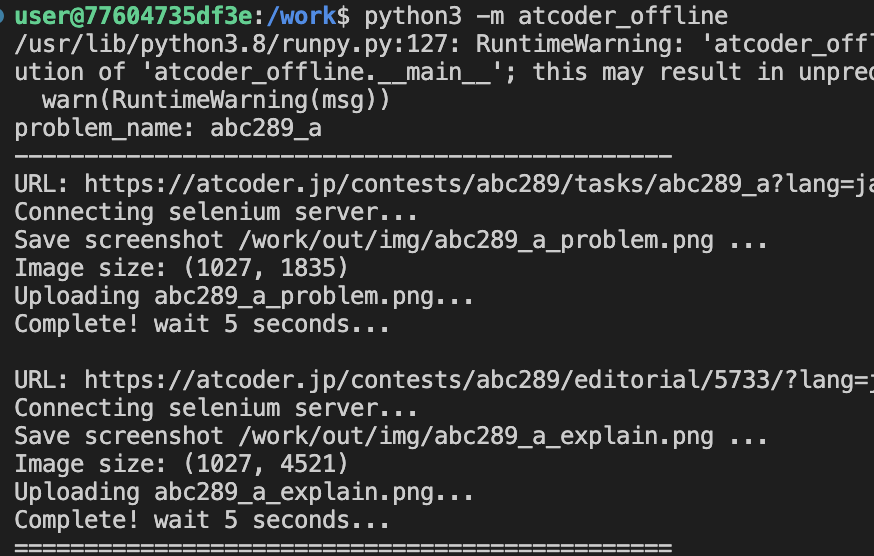 user@77604735df3e:/work$ python3 -m atcoder_offline
/usr/lib/python3.8/runpy.py:127: RuntimeWarning: 'atcoder_off
ution of 'atcoder_offline.__main__'; this may result in unpred
warn(RuntimeWarning(msg))
problem_name: abc289_a
-----------------------------------------------
URL: https://atcoder.jp/contests/abc289/tasks/abc289_a?lang=ja
Connecting selenium server...
Save screenshot /work/out/img/abc289_a_problem.png ...
Image size: (1027, 1835)
Uploading abc289_a_problem.png...
Complete! wait 5 seconds...
URL: https://atcoder.jp/contests/abc289/editorial/5733/?lang=j
Connecting selenium server...
Save screenshot /work/out/img/abc289_a_explain.png ...
Image size: (1027, 4521)
Uploading abc289_a_explain.png...
Complete! wait 5 seconds...
===============================================